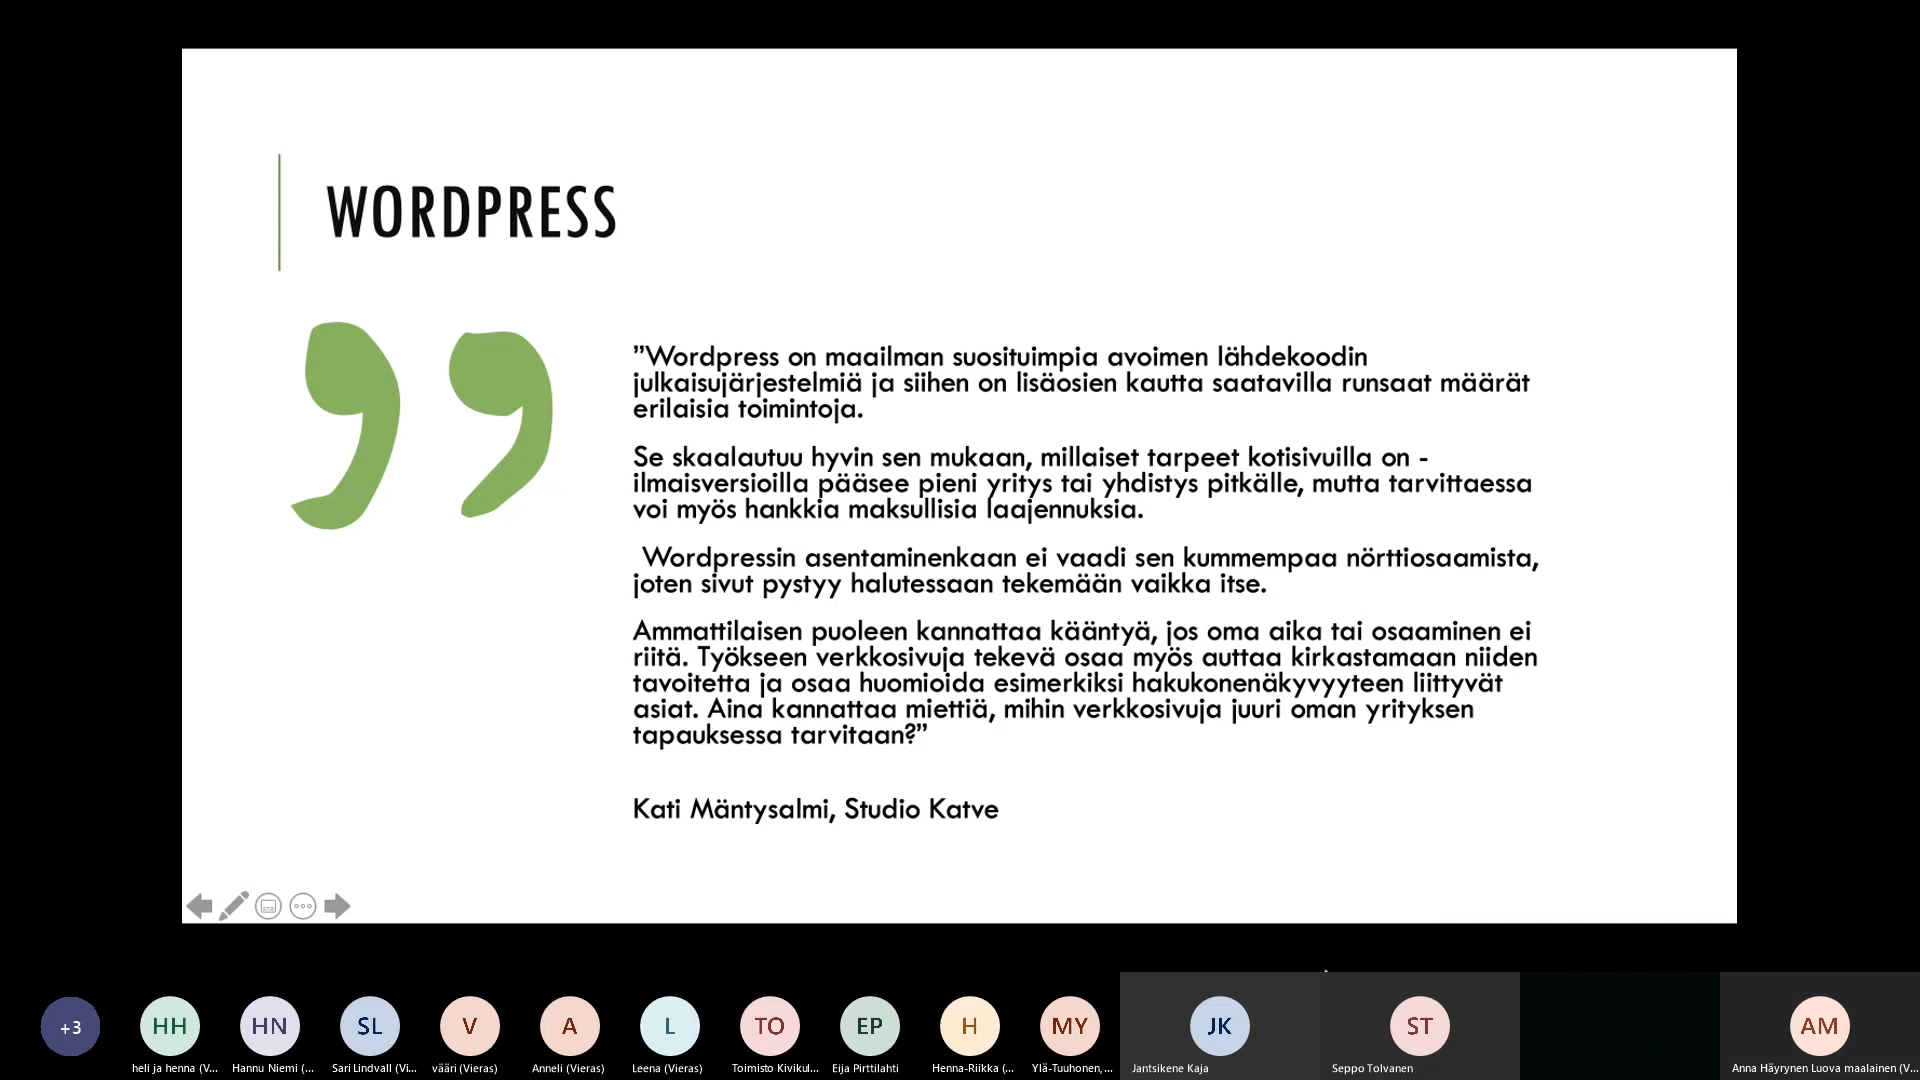 WORDPRESS
”Wordpress on maailman suosituimpia avoimen lähdekoodin
julkaisujärjestelmiä ja siihen on lisäosien kautta saatavilla runsaat määrät
erilaisia toimintoja.
Se skaalautuu hyvin sen mukaan, millaiset tarpeet kotisivuilla on -
ilmaisversioilla pääsee pieni yritys tai yhdistys pitkälle, mutta tarvittaessa
voi myös hankkia maksullisia laajennuksia.
Wordpressin asentaminenkaan ei vaadi sen kummempaa nörttiosaamista,
joten sivut pystyy halutessaan tekemään vaikka itse.
Ammattilaisen puoleen kannattaa kääntyä, jos oma aika tai osaaminen ei
riitä. Työkseen verkkosivuja tekevä osaa myös auttaa kirkastamaan niiden
tavoitetta ja osaa huomioida esimerkiksi hakukonenäkyvyyteen liittyvät
asiat. Aina kannattaa miettiä, mihin verkkosivuja juuri oman yrityksen
tapauksessa tarvitaan?”
Kati Mäntysalmi, Studio Katve
+3 HH HN SL V A L TO EP H MY JK ST AM
heli ja henna (V... Hannu Niemi (... Sari Lindvall (Vi... vääri (Vieras) Anneli (Vieras) Leena (Vieras) Toimisto Kivikul... Eija Pirttilahti Henna-Riikka (... Ylä-Tuuhonen, ... Jantsikene Kaja Seppo Tolvanen Anna Häyrynen Luova maalainen (V...